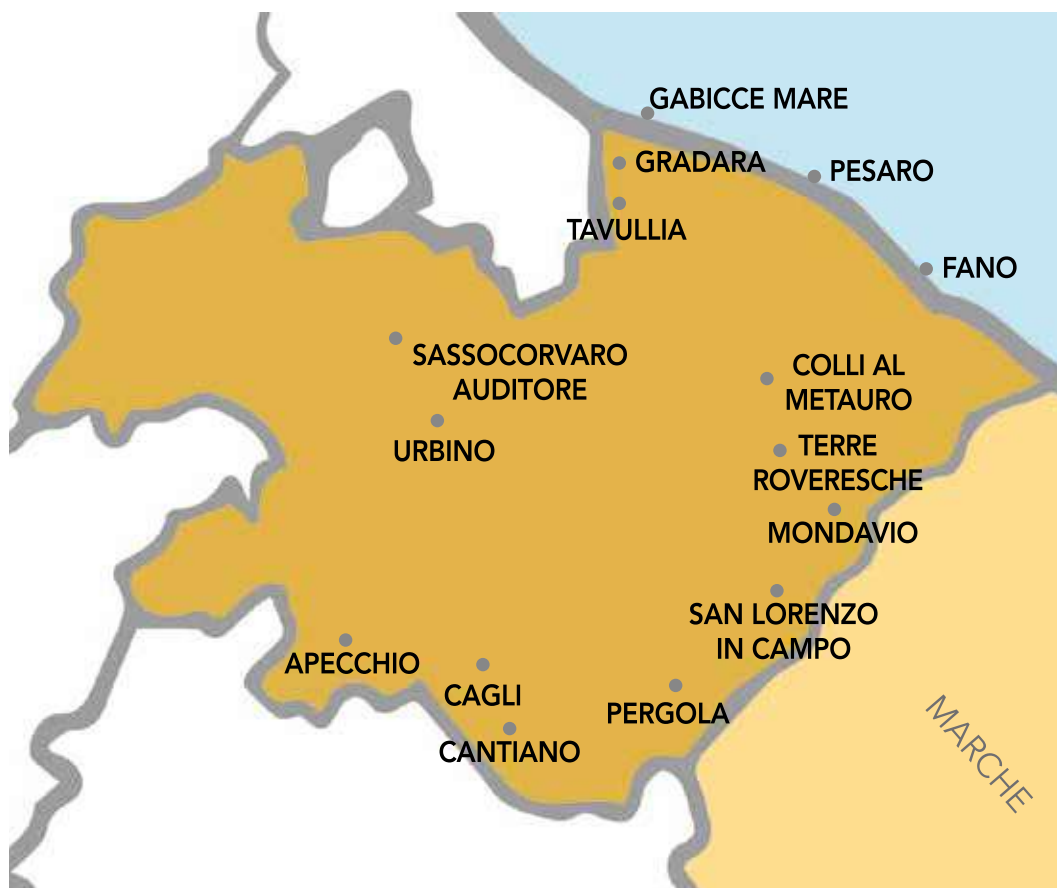 GABICCE MARE
GRADARA
PESARO
TAVULLIA
FANO
SASSOCORVARO
AUDITORE
COLLI AL
METAURO
URBINO
TERRE
ROVERESCHE
MONDAVIO
SAN LORENZO
IN CAMPO
APECCHIO
CAGLI
PERGOLA
CANTIANO
MARCHE